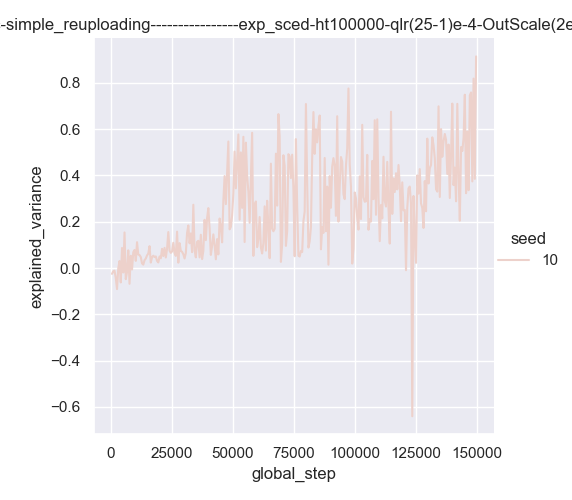 -simple_reuploading----------------exp_sced-ht100000-qlr(25-1)e-4-OutScale(2e
0.8
0.6
0.4
0.2
0.0
−0.2
−0.4
−0.6
explained_variance
seed
10
0 25000 50000 75000 100000 125000 150000
global_step